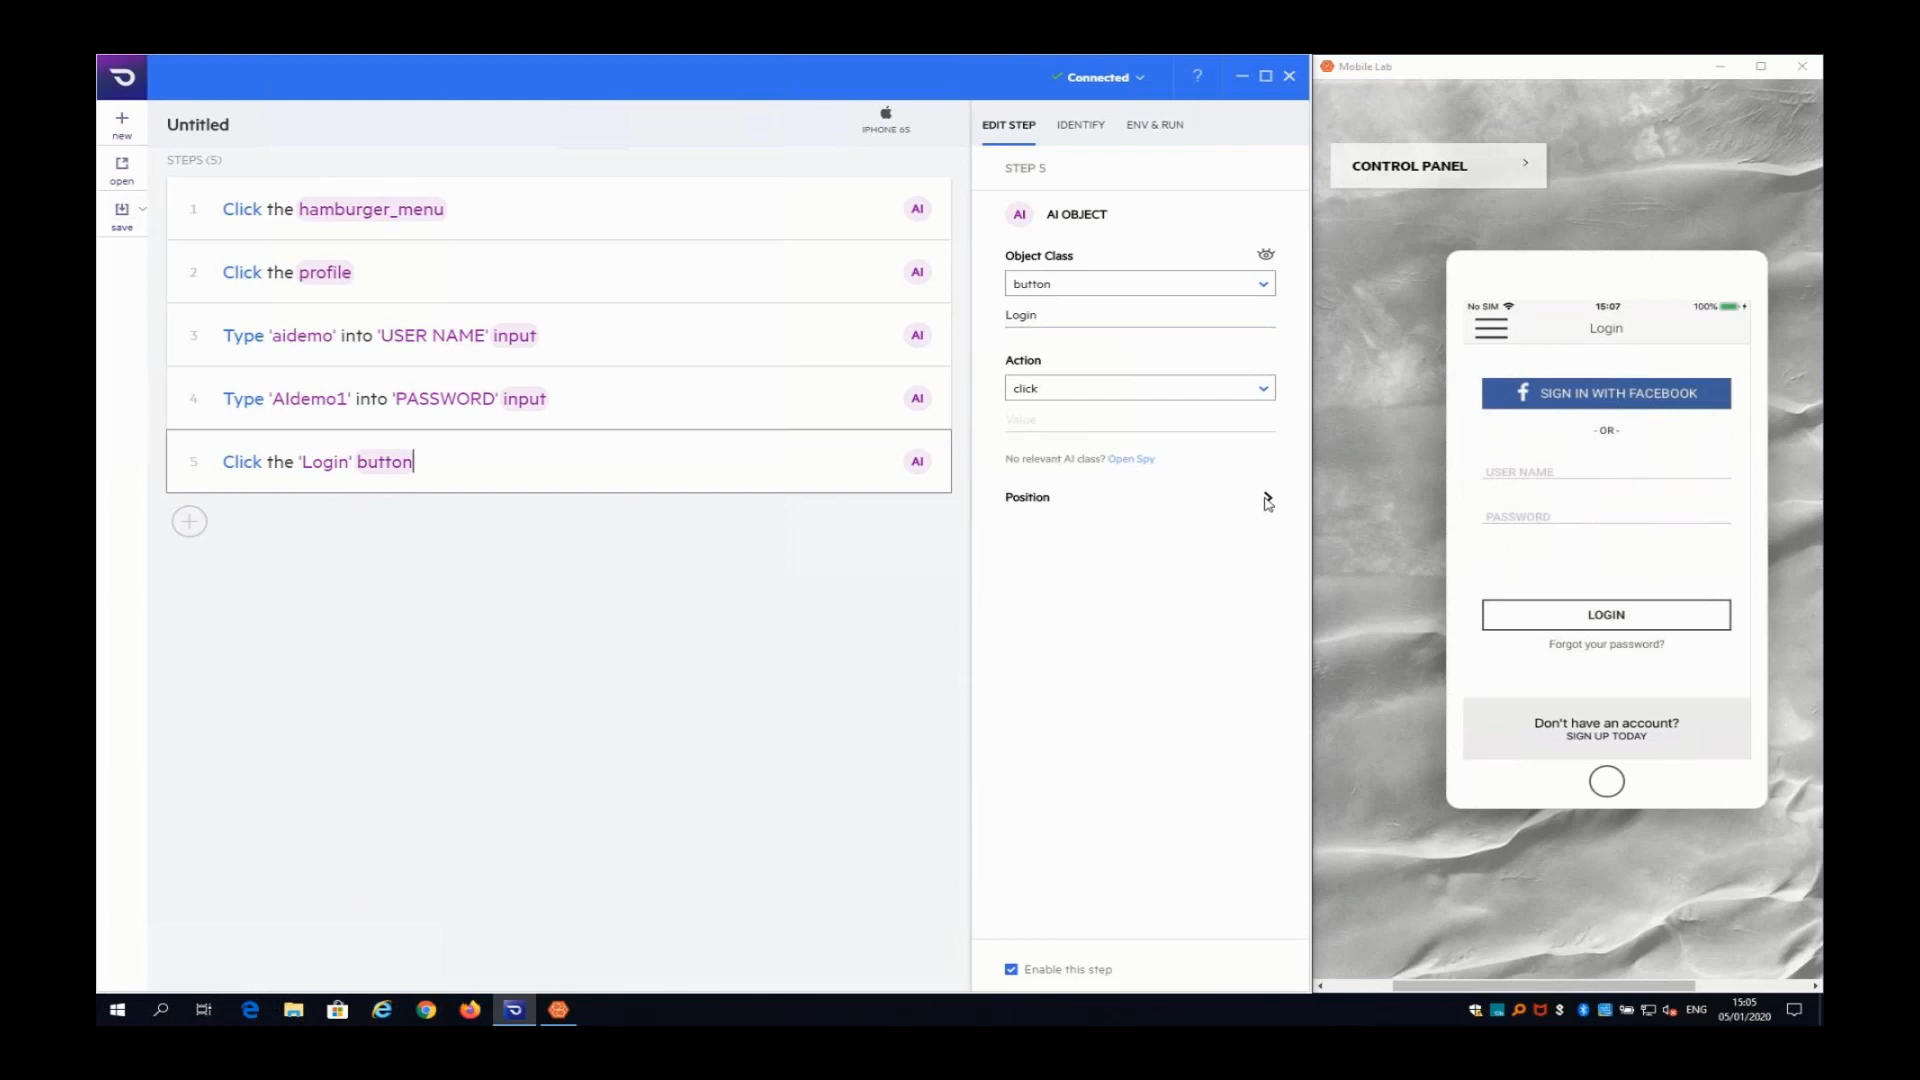 Connected
?
Mobile Lab
new
open
save
Untitled
IPHONE 6S
STEPS (5)
1 Click the hamburger_menu AI
2 Click the profile AI
3 Type 'aidemo' into 'USER NAME' input AI
4 Type 'AIdemo1' into 'PASSWORD' input AI
5 Click the 'Login' button AI
EDIT STEP IDENTIFY ENV & RUN
STEP 5
AI AI OBJECT
Object Class
button
Login
Action
click
Value
No relevant AI class? Open Spy
Position
Enable this step
CONTROL PANEL
No SIM 15:07 100%
Login
f SIGN IN WITH FACEBOOK
- OR -
USER NAME
PASSWORD
LOGIN
Forgot your password?
Don't have an account?
SIGN UP TODAY
ENG
15:05
05/01/2020